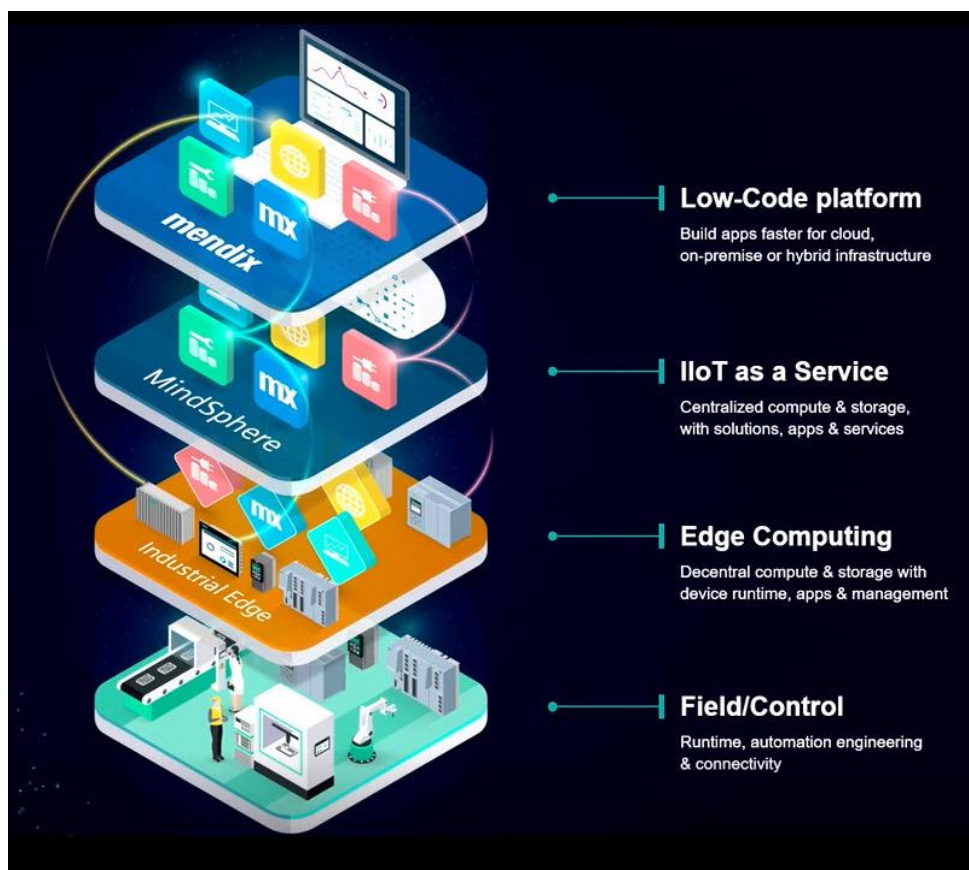 mendix
mx
Low-Code platform
Build apps faster for cloud,
on-premise or hybrid infrastructure
MindSphere
mx
IIoT as a Service
Centralized compute & storage,
with solutions, apps & services
Industrial Edge
mx
Edge Computing
Decentral compute & storage with
device runtime, apps & management
Field/Control
Runtime, automation engineering
& connectivity